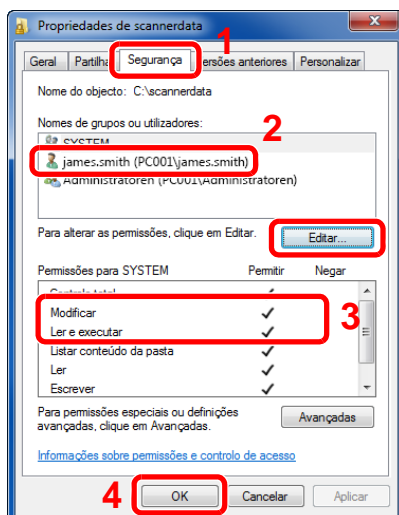 Propriedades de scannerdata
1
Geral Partilha Segurança Versões anteriores Personalizar
Nome do objecto: C:\scannerdata
Nomes de grupos ou utilizadores:
2
SYSTEM
james.smith (PC001\james.smith)
Administratoren (PC001\Administratoren)
Para alterar as permissões, clique em Editar. Editar...
Permissões para SYSTEM Permitir Negar
Controlo total ✓
Modificar ✓
3
Ler e executar ✓
Listar conteúdo da pasta ✓
Ler ✓
Escrever ✓
Para permissões especiais ou definições
avançadas, clique em Avançadas. Avançadas
Informações sobre permissões e controlo de acesso
4 OK Cancelar Aplicar